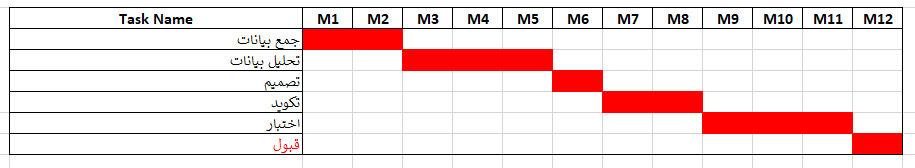 Task Name M1 M2 M3 M4 M5 M6 M7 M8 M9 M10 M11 M12
جمع بيانات
تحليل بيانات
تصميم
تكويد
اختبار
قبول